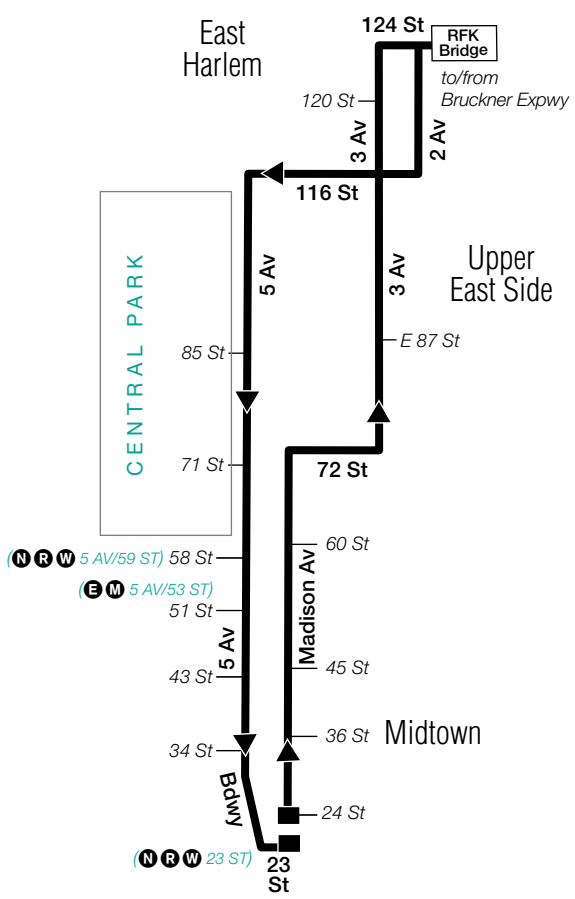 124 St
East
Harlem
RFK
Bridge
to/from
Bruckner Expwy
120 St
3 Av
2 Av
116 St
CENTRAL PARK
5 Av
3 Av
Upper
East Side
85 St
E 87 St
71 St
72 St
(N R W 5 AV/59 ST) 58 St
60 St
Madison Av
(E M 5 AV/53 ST)
51 St
5 Av
43 St
45 St
34 St
36 St
Midtown
Bdwy
24 St
(N R W 23 ST)
23
St